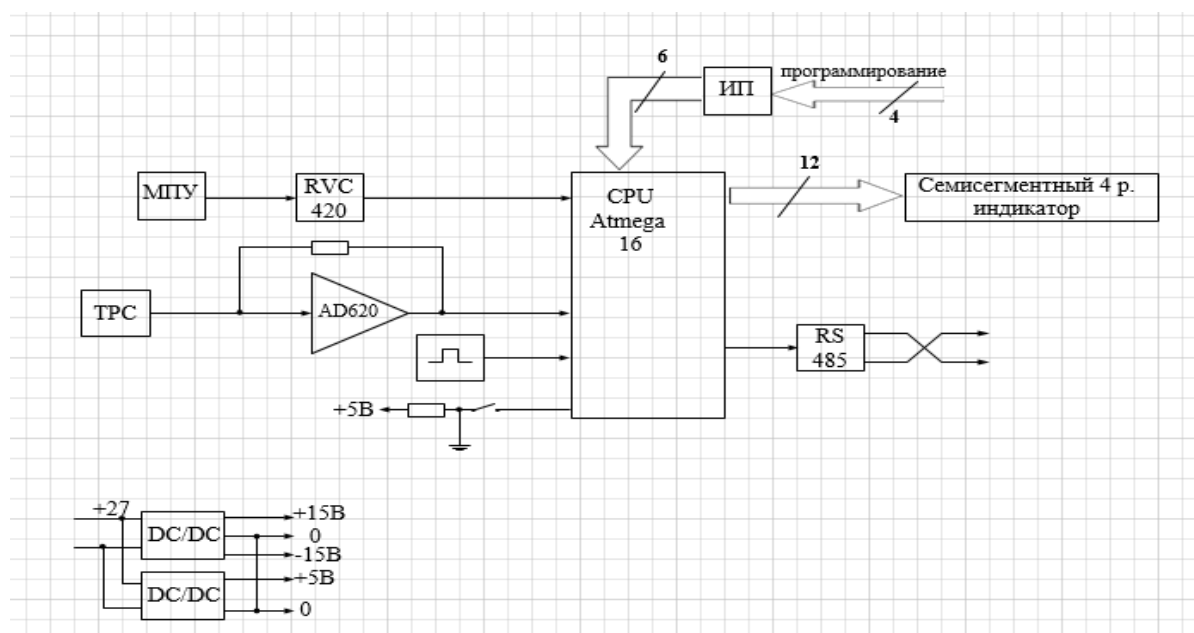 6
ИП
программирование
4
МПУ
RVC
420
CPU
Atmega
16
12
Семисегментный 4 р.
индикатор
ТРС
AD620
RS
485
+5В
+27
DC/DC
+15В
0
-15В
DC/DC
+5В
0